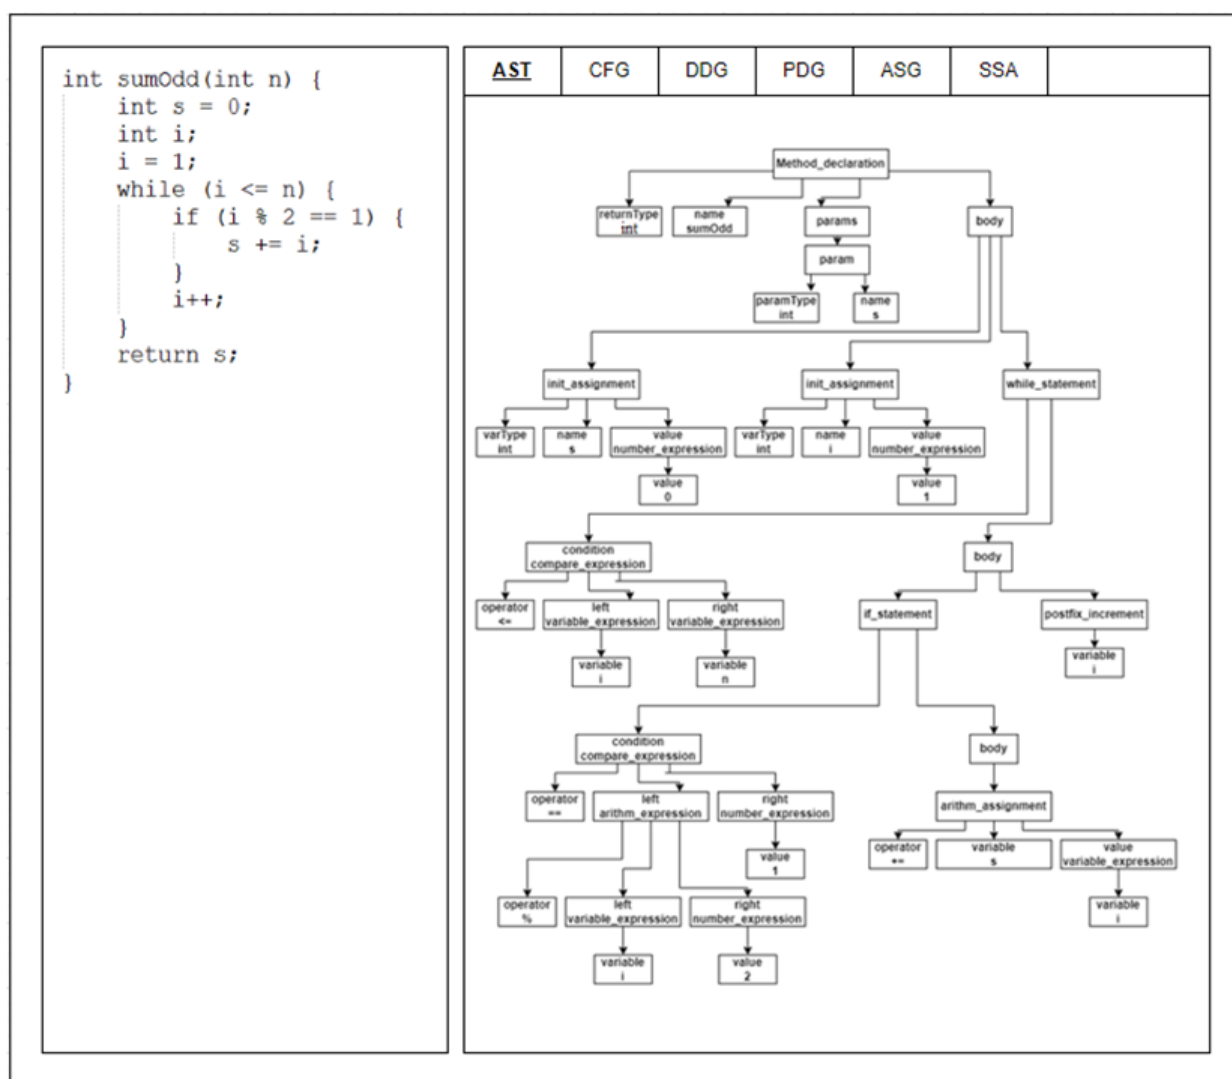 int sumOdd(int n) {
int s = 0;
int i;
i = 1;
while (i <= n) {
if (i % 2 == 1) {
s += i;
}
i++;
}
return s;
}
AST CFG DDG PDG ASG SSA
Method_declaration
returnType
int
name
sumOdd
params
body
param
paramType
int
name
s
init_assignment
init_assignment
while_statement
varType
int
name
s
value
number_expression
varType
int
name
i
value
number_expression
value
0
value
1
condition
compare_expression
body
operator
<=
left
variable_expression
right
variable_expression
if_statement
postfix_increment
variable
i
variable
n
variable
i
condition
compare_expression
body
operator
==
left
arithm_expression
right
number_expression
arithm_assignment
value
1
operator
+=
variable
s
value
variable_expression
operator
%
left
variable_expression
right
number_expression
variable
i
variable
i
value
2